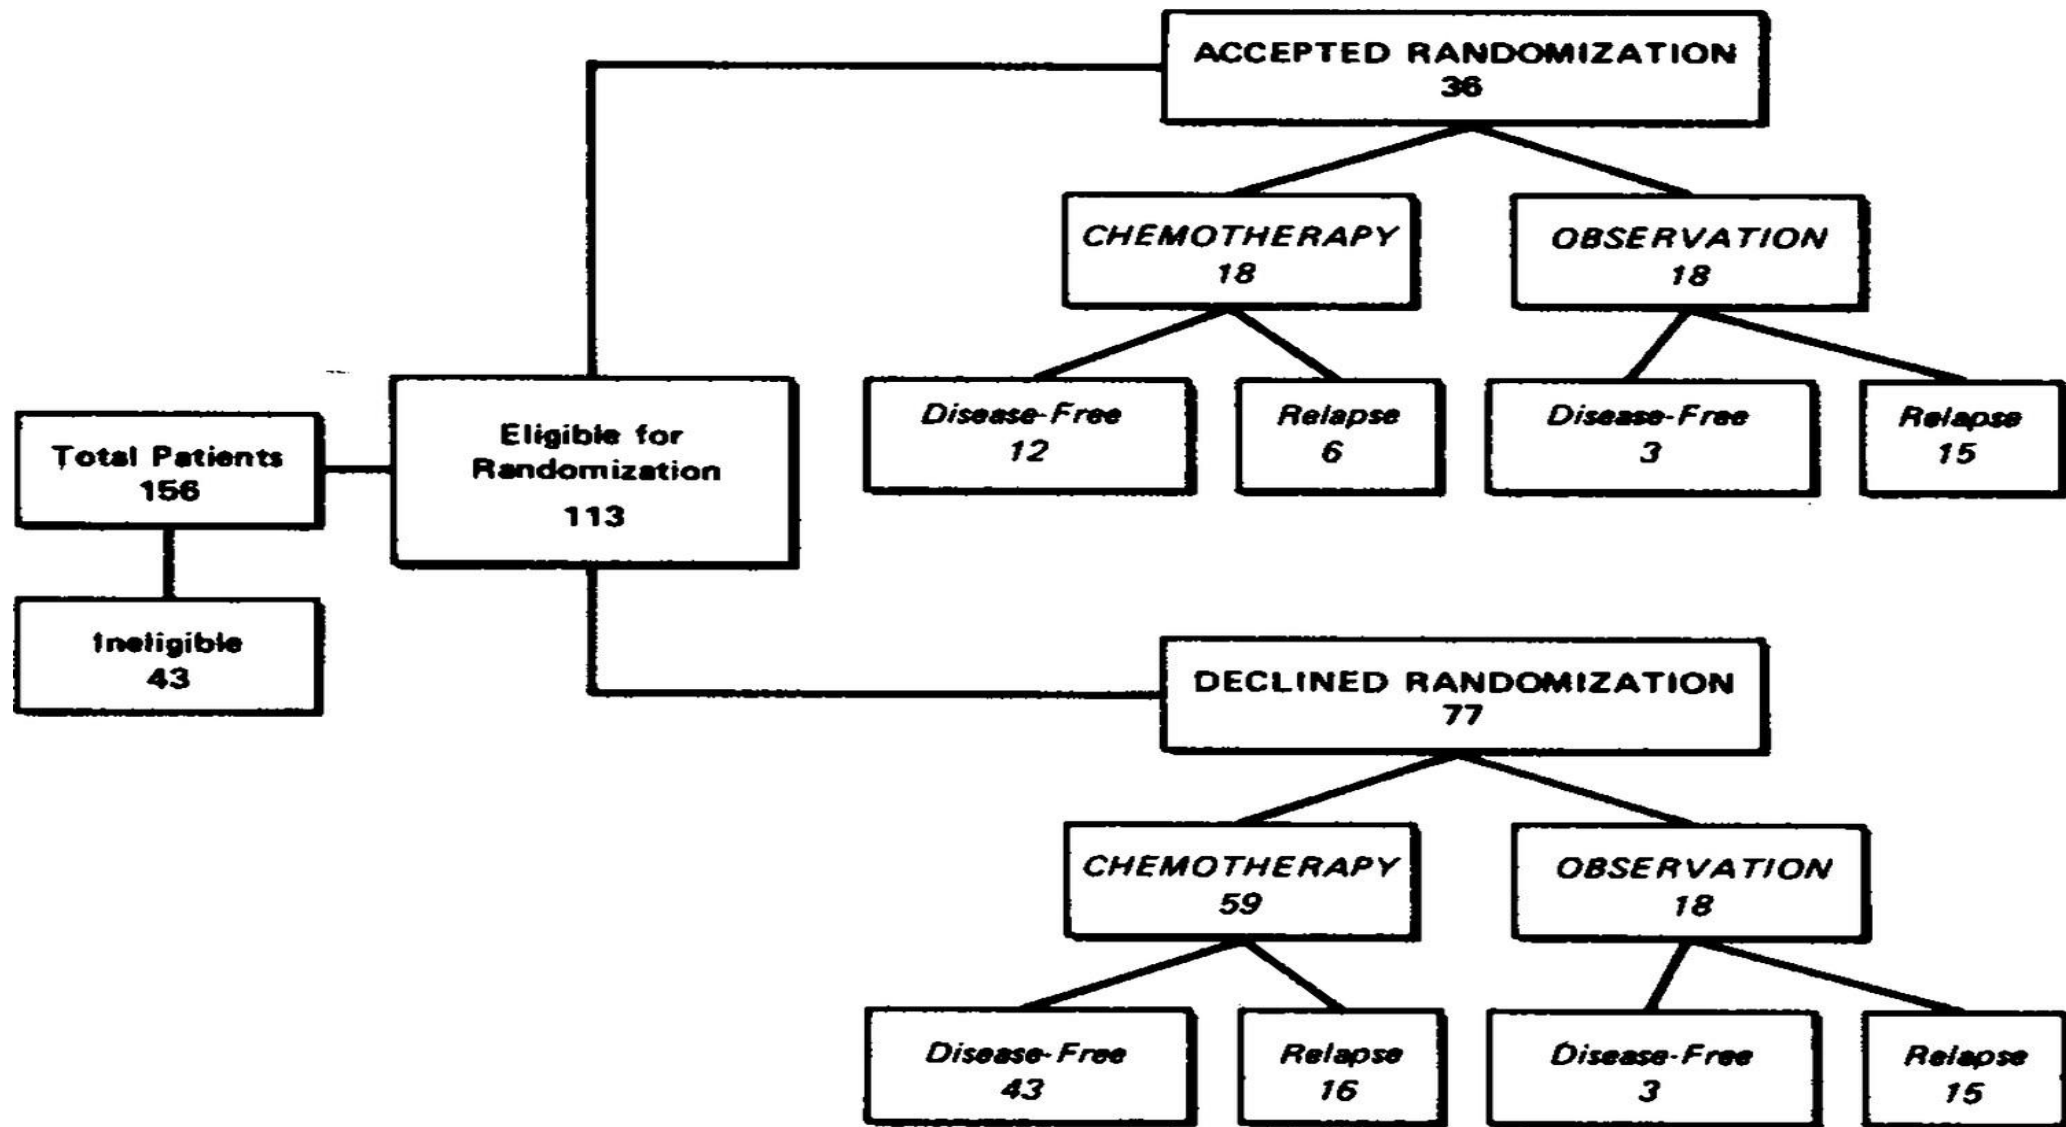 ACCEPTED RANDOMIZATION
36
CHEMOTHERAPY
18
OBSERVATION
18
Disease-Free
12
Relapse
6
Disease-Free
3
Relapse
15
Total Patients
156
Eligible for
Randomization
113
Ineligible
43
DECLINED RANDOMIZATION
77
CHEMOTHERAPY
59
OBSERVATION
18
Disease-Free
43
Relapse
16
Disease-Free
3
Relapse
15